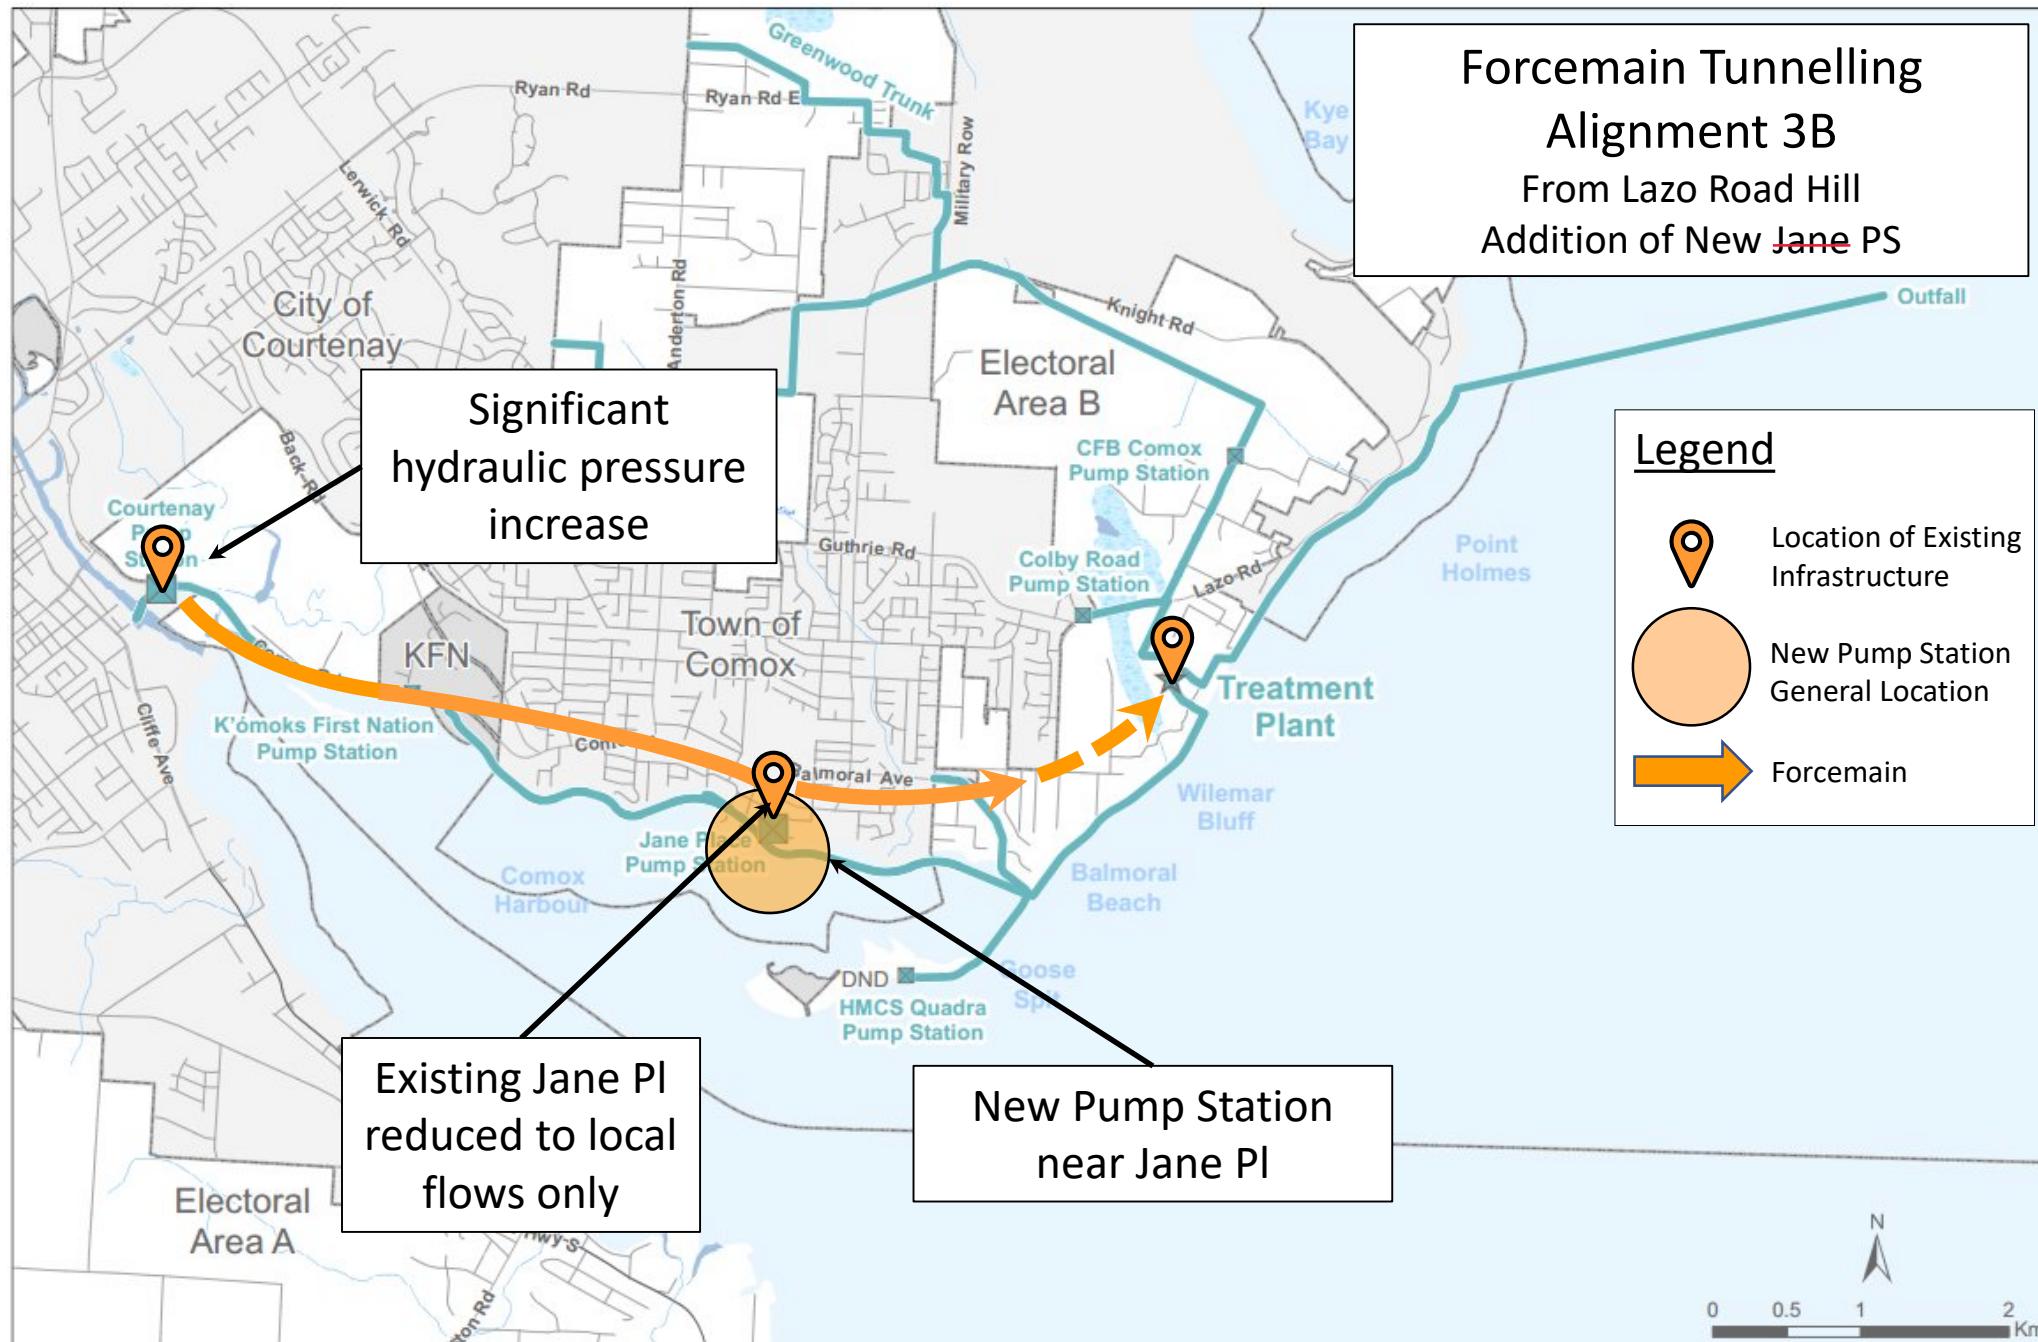 Forcemain Tunnelling
Alignment 3B
From Lazo Road Hill
Addition of New Jane PS
Greenwood Trunk
Ryan Rd
Ryan Rd E
Military Row
Kye
Bay
Lerwick Rd
Anderton Rd
City of
Courtenay
Knight Rd
Outfall
Electoral
Area B
Significant
hydraulic pressure
increase
Back Rd
CFB Comox
Pump Station
Courtenay
Guthrie Rd
Colby Road
Pump Station
Lazo Rd
Point
Holmes
Legend
Location of Existing
Infrastructure
New Pump Station
General Location
Forcemain
Town of
Comox
KFN
Treatment
Plant
Cliffe Ave
K'ómoks First Nation
Pump Station
Balmoral Ave
Wilemar
Bluff
Jane Place
Pump Station
Comox
Harbour
Balmoral
Beach
Goose
Spit
DND
HMCS Quadra
Pump Station
Existing Jane Pl
reduced to local
flows only
New Pump Station
near Jane Pl
Electoral
Area A
Hwy S
N
0 0.5 1 2
Km